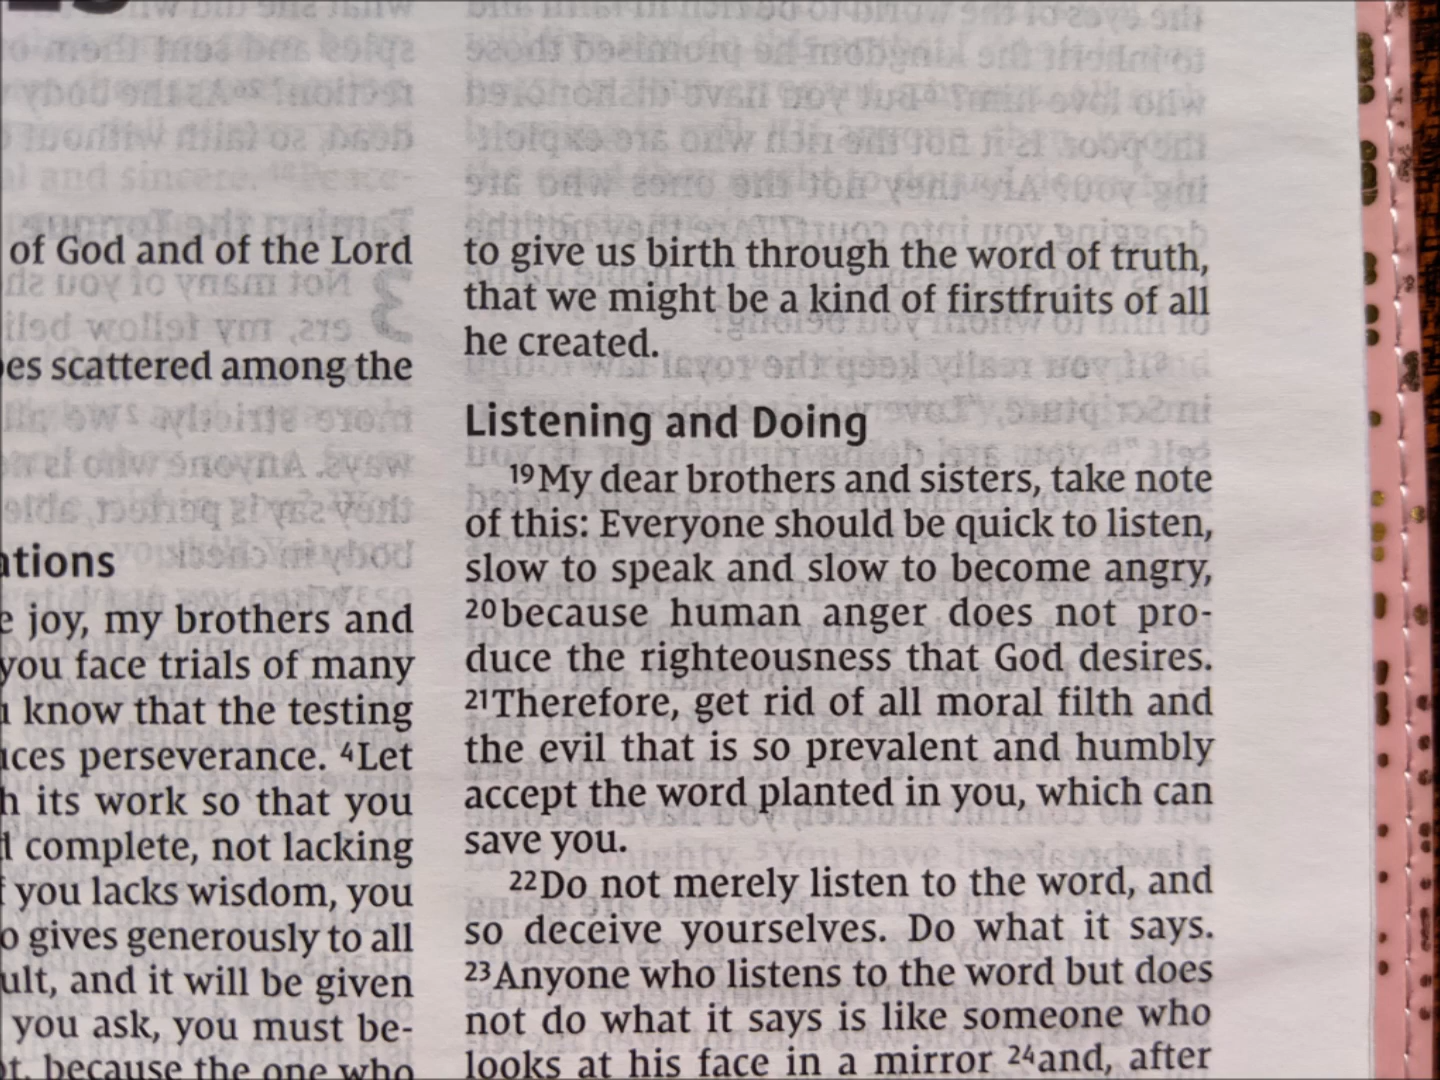 of God and of the Lord
scattered among the
joy, my brothers and
you face trials of many
know that the testing
perseverance. ⁴Let
its work so that you
complete, not lacking
you lacks wisdom, you
gives generously to all
and it will be given
you ask, you must be-
because the one who
to give us birth through the word of truth,
that we might be a kind of firstfruits of all
he created.
Listening and Doing
¹⁹My dear brothers and sisters, take note
of this: Everyone should be quick to listen,
slow to speak and slow to become angry,
²⁰because human anger does not pro-
duce the righteousness that God desires.
²¹Therefore, get rid of all moral filth and
the evil that is so prevalent and humbly
accept the word planted in you, which can
save you.
²²Do not merely listen to the word, and
so deceive yourselves. Do what it says.
²³Anyone who listens to the word but does
not do what it says is like someone who
looks at his face in a mirror ²⁴and, after